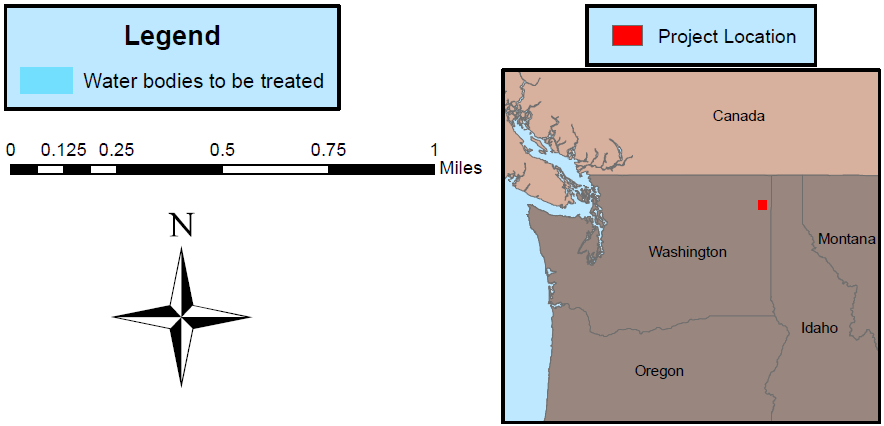 Legend
Water bodies to be treated
0 0.125 0.25 0.5 0.75 1
Miles
N
Project Location
Canada
Washington
Montana
Idaho
Oregon